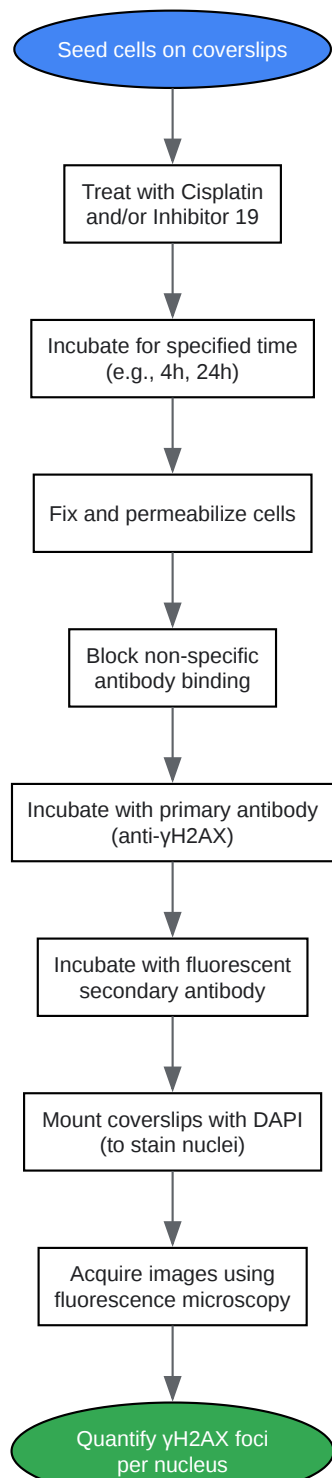 Seed cells on coverslips
Treat with Cisplatin
and/or Inhibitor 19
Incubate for specified time
(e.g., 4h, 24h)
Fix and permeabilize cells
Block non-specific
antibody binding
Incubate with primary antibody
(anti-γH2AX)
Incubate with fluorescent
secondary antibody
Mount coverslips with DAPI
(to stain nuclei)
Acquire images using
fluorescence microscopy
Quantify γH2AX foci
per nucleus